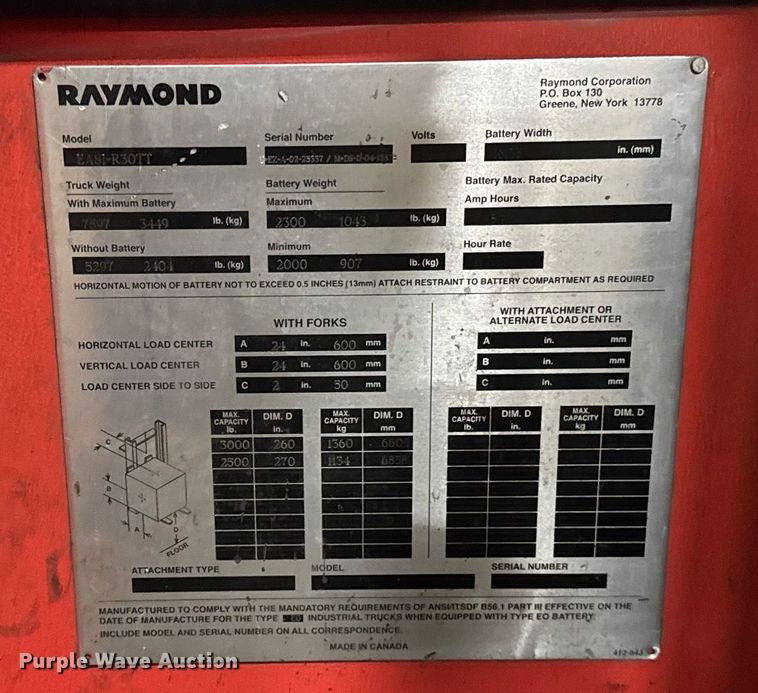 RAYMOND
Raymond Corporation
P.O. Box 130
Greene, New York 13778
Model
Serial Number
Volts
Battery Width
EASI-R30TT
in. (mm)
Truck Weight
Battery Weight
Battery Max. Rated Capacity
With Maximum Battery
Maximum
Amp Hours
7597 3449 lb. (kg)
2300 1043 lb. (kg)
Without Battery
Minimum
Hour Rate
5297 2404 lb. (kg)
2000 907 lb. (kg)
HORIZONTAL MOTION OF BATTERY NOT TO EXCEED 0.5 INCHES (13mm) ATTACH RESTRAINT TO BATTERY COMPARTMENT AS REQUIRED
WITH FORKS
WITH ATTACHMENT OR
ALTERNATE LOAD CENTER
HORIZONTAL LOAD CENTER A 24 in. 600 mm
A in. mm
VERTICAL LOAD CENTER B 24 in. 600 mm
B in. mm
LOAD CENTER SIDE TO SIDE C 2 in. 50 mm
C in. mm
MAX. CAPACITY lb. DIM. D in. MAX. CAPACITY kg DIM. D mm
MAX. CAPACITY lb. DIM. D in. MAX. CAPACITY kg DIM. D mm
3000 260 1360
2500 270 1134
C
B
A
D
FLOOR
ATTACHMENT TYPE
MODEL
SERIAL NUMBER
MANUFACTURED TO COMPLY WITH THE MANDATORY REQUIREMENTS OF ANSI/ITSDF B56.1 PART III EFFECTIVE ON THE
DATE OF MANUFACTURE FOR THE TYPE EO INDUSTRIAL TRUCKS WHEN EQUIPPED WITH TYPE EO BATTERY
INCLUDE MODEL AND SERIAL NUMBER ON ALL CORRESPONDENCE.
MADE IN CANADA
Purple Wave Auction